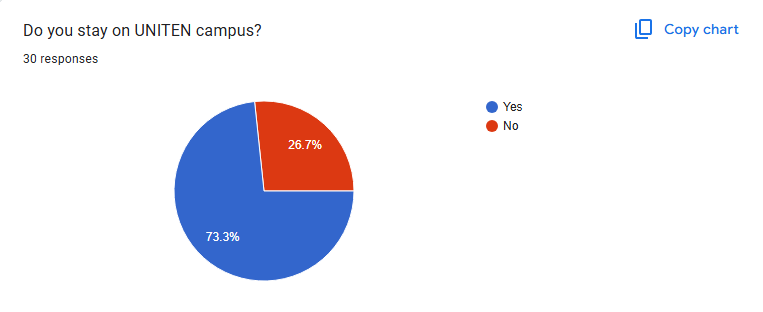 Do you stay on UNITEN campus?
Copy chart
30 responses
Yes
No
26.7%
73.3%